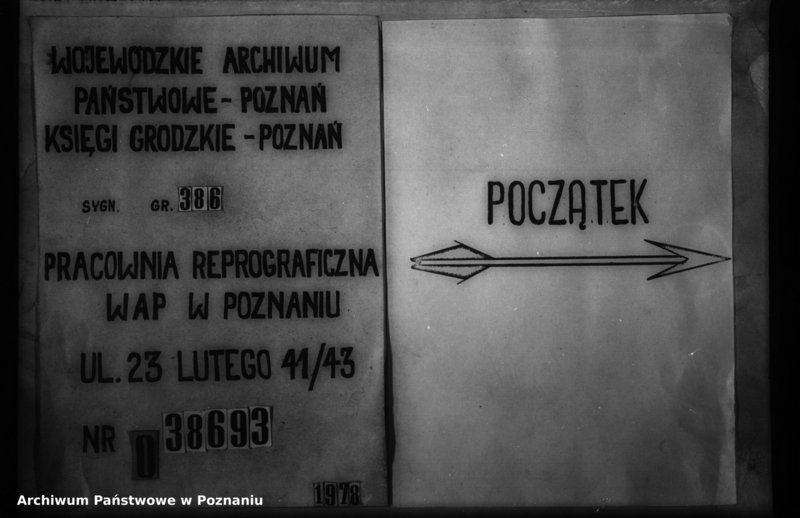 WOJEWÓDZKIE ARCHIWUM
PAŃSTWOWE - POZNAŃ
KSIĘGI GRODZKIE - POZNAŃ
SYGN. GR. 386
PRACOWNIA REPROGRAFICZNA
WAP W POZNANIU
UL. 23 LUTEGO 41/43
NR 038693
1978
POCZĄTEK
Archiwum Państwowe w Poznaniu